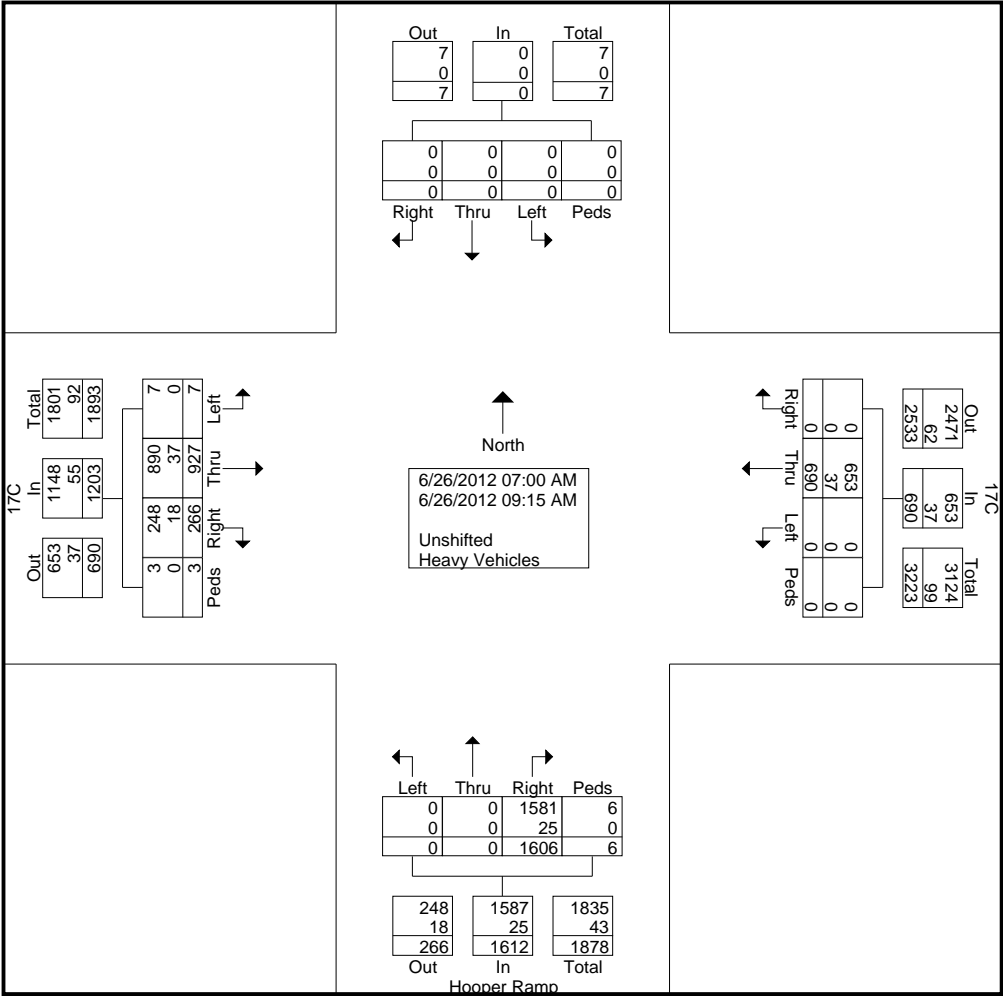 Out In Total
7 0 7
0 0 0
7 0 7
0 0 0 0
0 0 0 0
0 0 0 0
Right Thru Left Peds
17C
Total In Out
1801 1148 653
92 55 37
1893 1203 690
7 890 248 3
0 37 18 0
7 927 266 3
Left Thru Right Peds
North
6/26/2012 07:00 AM
6/26/2012 09:15 AM
Unshifted
Heavy Vehicles
17C
Out In Total
2471 653 3124
62 37 99
2533 690 3223
0 653 0 0
0 37 0 0
0 690 0 0
Right Thru Left Peds
Left Thru Right Peds
0 0 1581 6
0 0 25 0
0 0 1606 6
248 1587 1835
18 25 43
266 1612 1878
Out In Total
Hooper Ramp